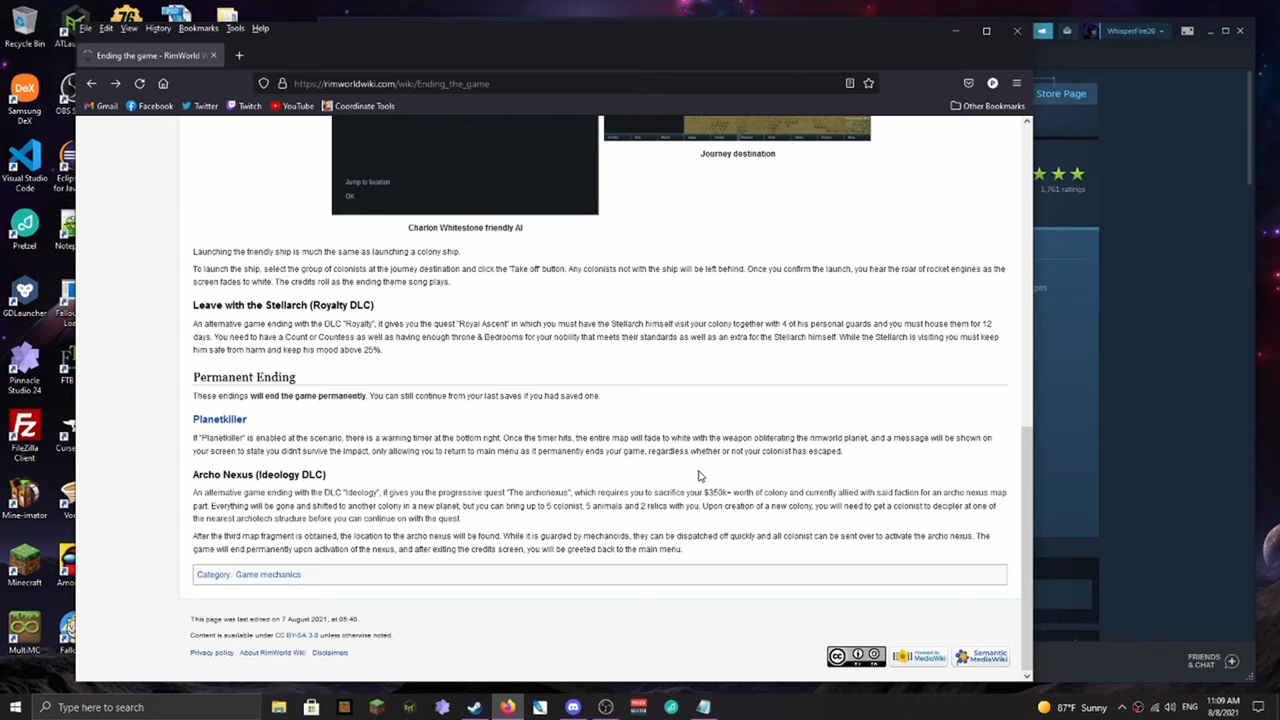 Recycle Bin
ATLau
PSD
File Edit View History Bookmarks Tools Help
WhisperFire26
Ending the game - RimWorld W
https://rimworldwiki.com/wiki/Ending_the_game
Gmail Facebook Twitter Twitch YouTube Coordinate Tools
Other Bookmarks
Store Page
1,761 ratings
Samsung DeX
OBS S
Visual Studio Code
Eclips for Java
Pretzel
Notep
GDLauncher
Fallou Loa
Pinnacle Studio 24
FTB
FileZilla Client
Curse
Mine-imator
Minecraft
Amo
MultiMC
Falls
Journey destination
Jump to location
OK
Charlon Whitestone friendly AI
Launching the friendly ship is much the same as launching a colony ship.
To launch the ship, select the group of colonists at the journey destination and click the 'Take off' button. Any colonists not with the ship will be left behind. Once you confirm the launch, you hear the roar of rocket engines as the
screen fades to white. The credits roll as the ending theme song plays.
Leave with the Stellarch (Royalty DLC)
An alternative game ending with the DLC "Royalty", it gives you the quest "Royal Ascent" in which you must have the Stellarch himself visit your colony together with 4 of his personal guards and you must house them for 12
days. You need to have a Count or Countess as well as having enough throne & Bedrooms for your nobility that meets their standards as well as an extra for the Stellarch himself. While the Stellarch is visiting you must keep
him safe from harm and keep his mood above 25%.
Permanent Ending
These endings will end the game permanently. You can still continue from your last saves if you had saved one.
Planetkiller
If "Planetkiller" is enabled at the scenario, there is a warning timer at the bottom right. Once the timer hits, the entire map will fade to white with the weapon obliterating the rimworld planet, and a message will be shown on
your screen to state you didn't survive the impact, only allowing you to return to main menu as it permanently ends your game, regardless whether or not your colonist has escaped.
Archo Nexus (Ideology DLC)
An alternative game ending with the DLC "Ideology", it gives you the progressive quest "The archonexus", which requires you to sacrifice your $350k+ worth of colony and currently allied with said faction for an archo nexus map
part. Everything will be gone and shifted to another colony in a new planet, but you can bring up to 5 colonist, 5 animals and 2 relics with you. Upon creation of a new colony, you will need to get a colonist to decipler at one of
the nearest archotech structure before you can continue on with the quest.
After the third map fragment is obtained, the location to the archo nexus will be found. While it is guarded by mechanoids, they can be dispatched off quickly and all colonist can be sent over to activate the archo nexus. The
game will end permanently upon activation of the nexus, and after exiting the credits screen, you will be greeted back to the main menu.
Category: Game mechanics
This page was last edited on 7 August 2021, at 05:40.
Content is available under CC BY-SA 3.0 unless otherwise noted.
Privacy policy About RimWorld Wiki Disclaimers
Powered by MediaWiki
Semantic MediaWiki
FRIENDS & CHAT
Type here to search
87°F Sunny
ENG
11:09 AM
8/8/2021